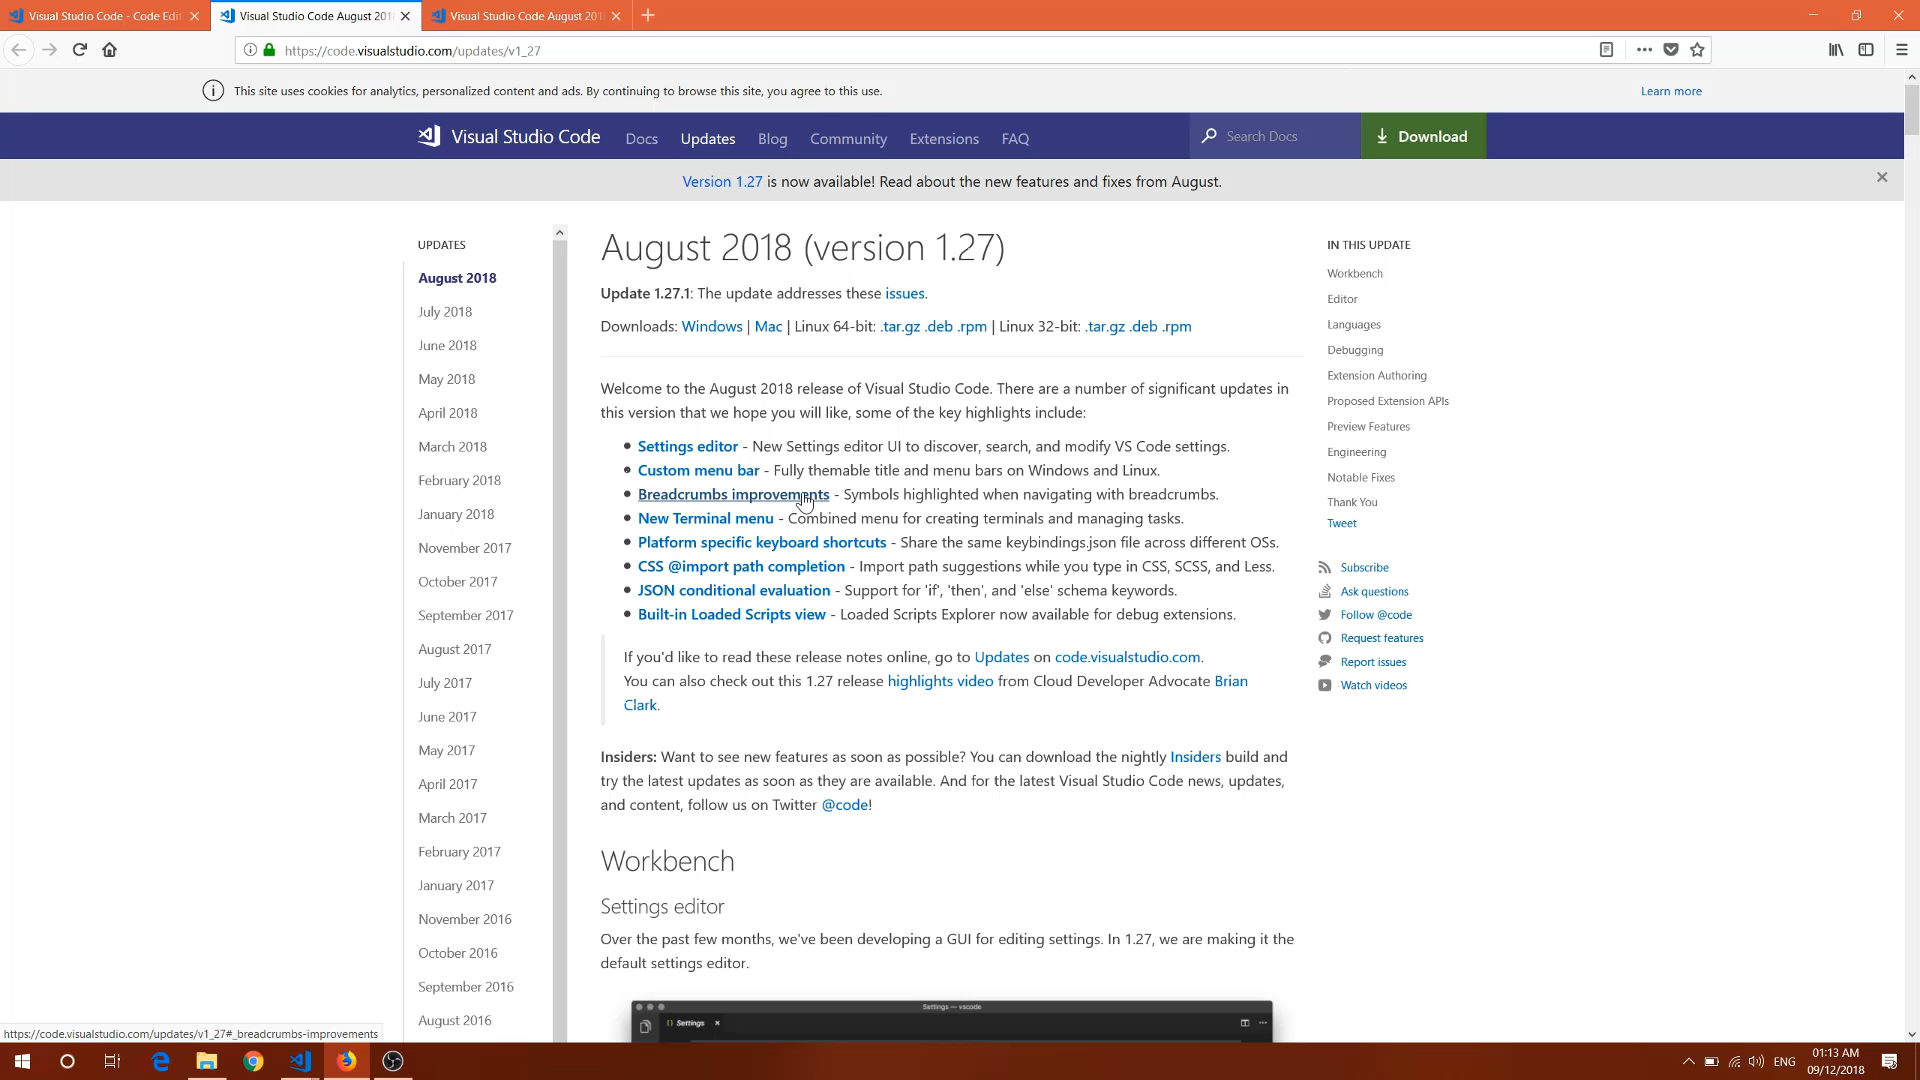 Visual Studio Code - Code Edit
Visual Studio Code August 201
Visual Studio Code August 201
https://code.visualstudio.com/updates/v1_27
This site uses cookies for analytics, personalized content and ads. By continuing to browse this site, you agree to this use.
Learn more
Visual Studio Code
Docs
Updates
Blog
Community
Extensions
FAQ
Search Docs
Download
Version 1.27 is now available! Read about the new features and fixes from August.
UPDATES
August 2018
July 2018
June 2018
May 2018
April 2018
March 2018
February 2018
January 2018
November 2017
October 2017
September 2017
August 2017
July 2017
June 2017
May 2017
April 2017
March 2017
February 2017
January 2017
November 2016
October 2016
September 2016
August 2016
August 2018 (version 1.27)
Update 1.27.1: The update addresses these issues.
Downloads: Windows | Mac | Linux 64-bit: .tar.gz .deb .rpm | Linux 32-bit: .tar.gz .deb .rpm
Welcome to the August 2018 release of Visual Studio Code. There are a number of significant updates in
this version that we hope you will like, some of the key highlights include:
Settings editor - New Settings editor UI to discover, search, and modify VS Code settings.
Custom menu bar - Fully themable title and menu bars on Windows and Linux.
Breadcrumbs improvements - Symbols highlighted when navigating with breadcrumbs.
New Terminal menu - Combined menu for creating terminals and managing tasks.
Platform specific keyboard shortcuts - Share the same keybindings.json file across different OSs.
CSS @import path completion - Import path suggestions while you type in CSS, SCSS, and Less.
JSON conditional evaluation - Support for 'if', 'then', and 'else' schema keywords.
Built-in Loaded Scripts view - Loaded Scripts Explorer now available for debug extensions.
If you'd like to read these release notes online, go to Updates on code.visualstudio.com.
You can also check out this 1.27 release highlights video from Cloud Developer Advocate Brian
Clark.
Insiders: Want to see new features as soon as possible? You can download the nightly Insiders build and
try the latest updates as soon as they are available. And for the latest Visual Studio Code news, updates,
and content, follow us on Twitter @code!
Workbench
Settings editor
Over the past few months, we've been developing a GUI for editing settings. In 1.27, we are making it the
default settings editor.
Settings — vscode
Settings
IN THIS UPDATE
Workbench
Editor
Languages
Debugging
Extension Authoring
Proposed Extension APIs
Preview Features
Engineering
Notable Fixes
Thank You
Tweet
Subscribe
Ask questions
Follow @code
Request features
Report issues
Watch videos
https://code.visualstudio.com/updates/v1_27#_breadcrumbs-improvements
ENG
01:13 AM
09/12/2018